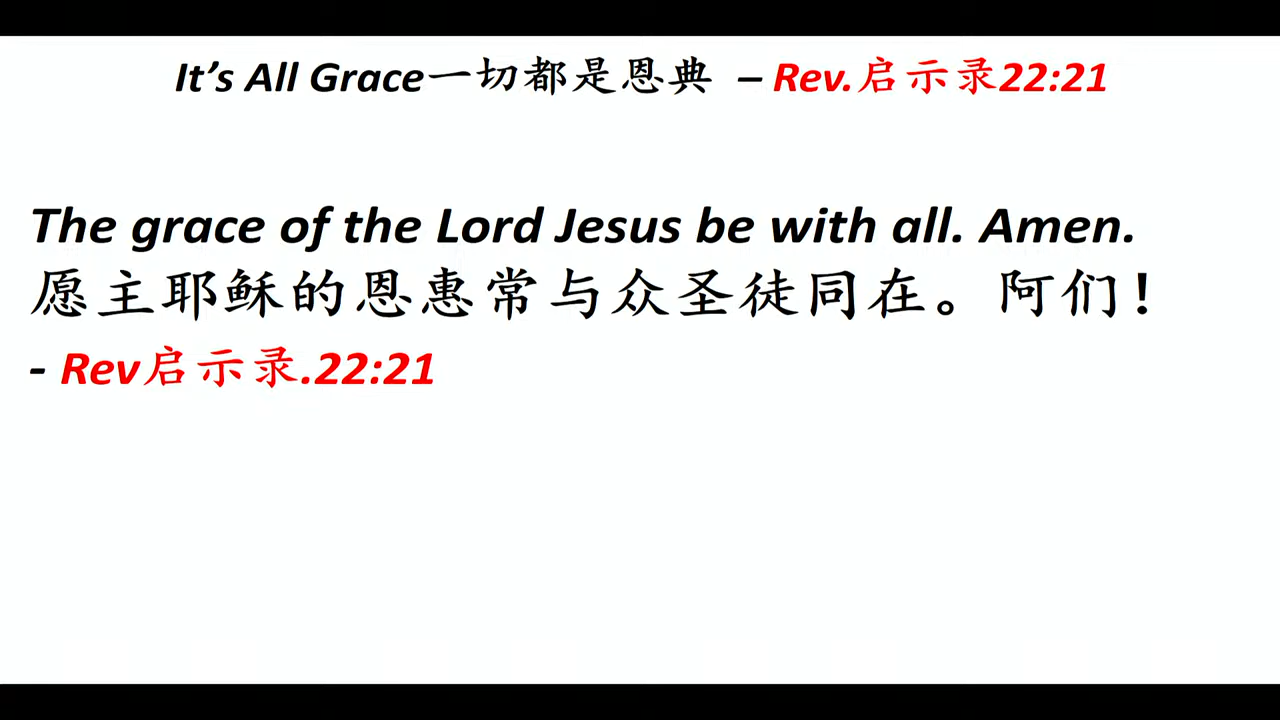 It’s All Grace一切都是恩典 – Rev.启示录22:21
The grace of the Lord Jesus be with all. Amen.
愿主耶稣的恩惠常与众圣徒同在。阿们！
- Rev启示录.22:21